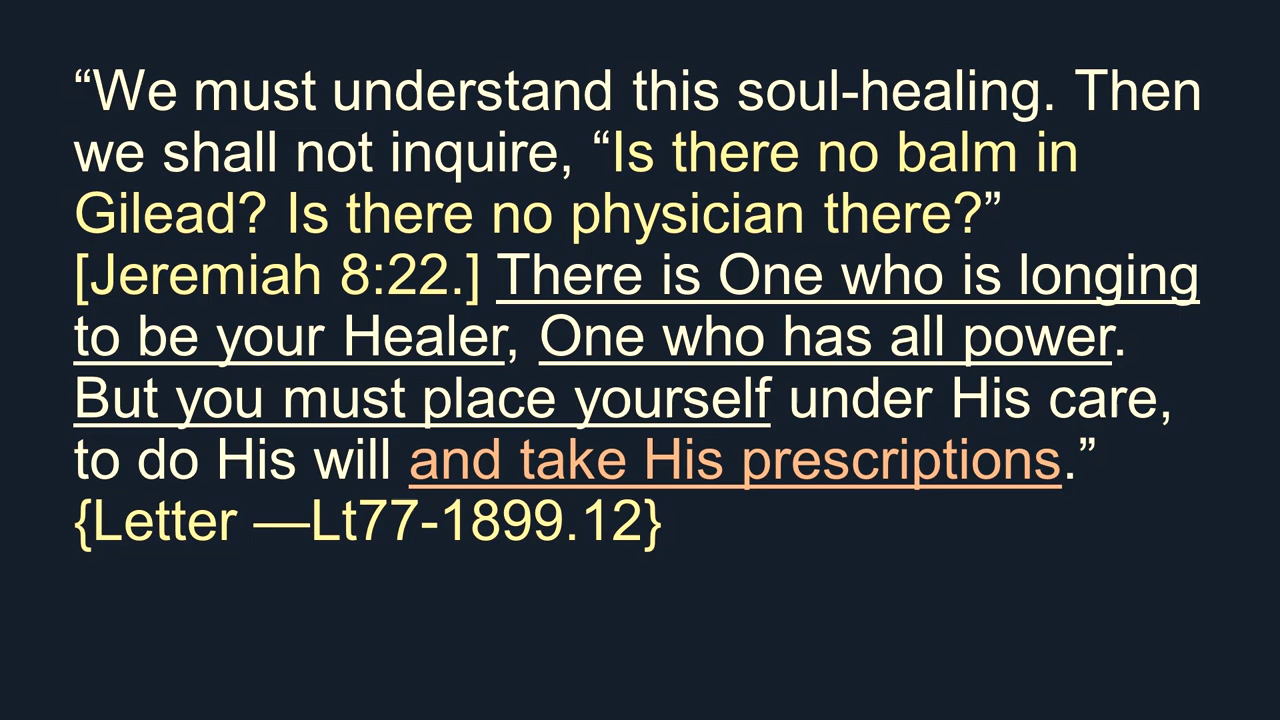 “We must understand this soul-healing. Then
we shall not inquire, “Is there no balm in
Gilead? Is there no physician there?”
[Jeremiah 8:22.] There is One who is longing
to be your Healer, One who has all power.
But you must place yourself under His care,
to do His will and take His prescriptions.”
{Letter —Lt77-1899.12}